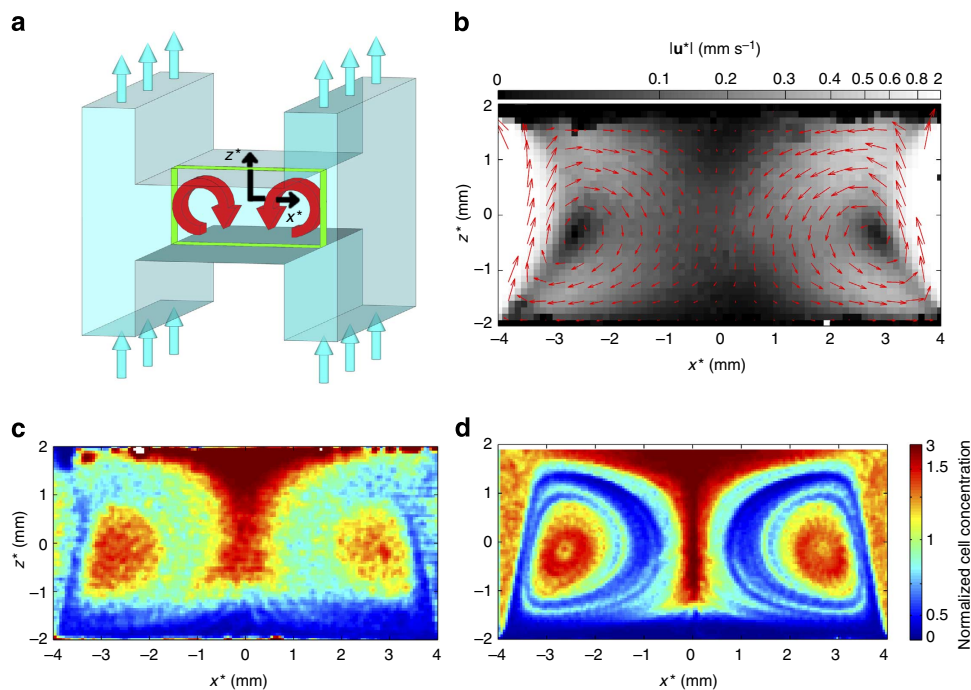 a
z*
x*
b
|u*| (mm s⁻¹)
0 0.1 0.2 0.3 0.4 0.5 0.6 0.8 2
2
1
0
−1
−2
z* (mm)
−4 −3 −2 −1 0 1 2 3 4
x* (mm)
c
2
1
0
−1
−2
z* (mm)
−4 −3 −2 −1 0 1 2 3 4
x* (mm)
d
2
1
0
−1
−2
z* (mm)
−4 −3 −2 −1 0 1 2 3 4
x* (mm)
3
1.5
1
0.5
0
Normalized cell concentration